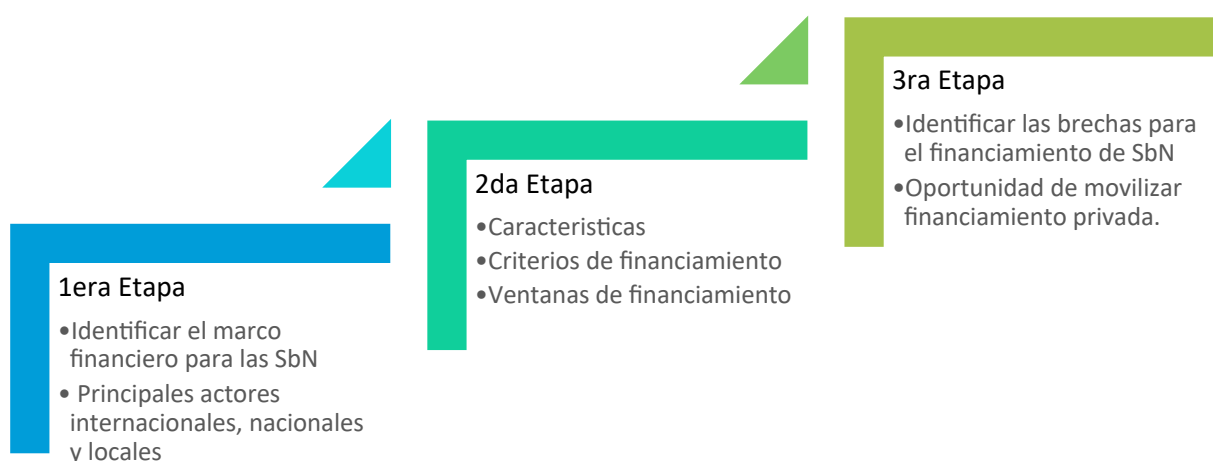 1era Etapa
•Identificar el marco
financiero para las SbN
• Principales actores
internacionales, nacionales
y locales
2da Etapa
•Caracteristicas
•Criterios de financiamiento
•Ventanas de financiamiento
3ra Etapa
•Identificar las brechas para
el financiamiento de SbN
•Oportunidad de movilizar
financiamiento privada.